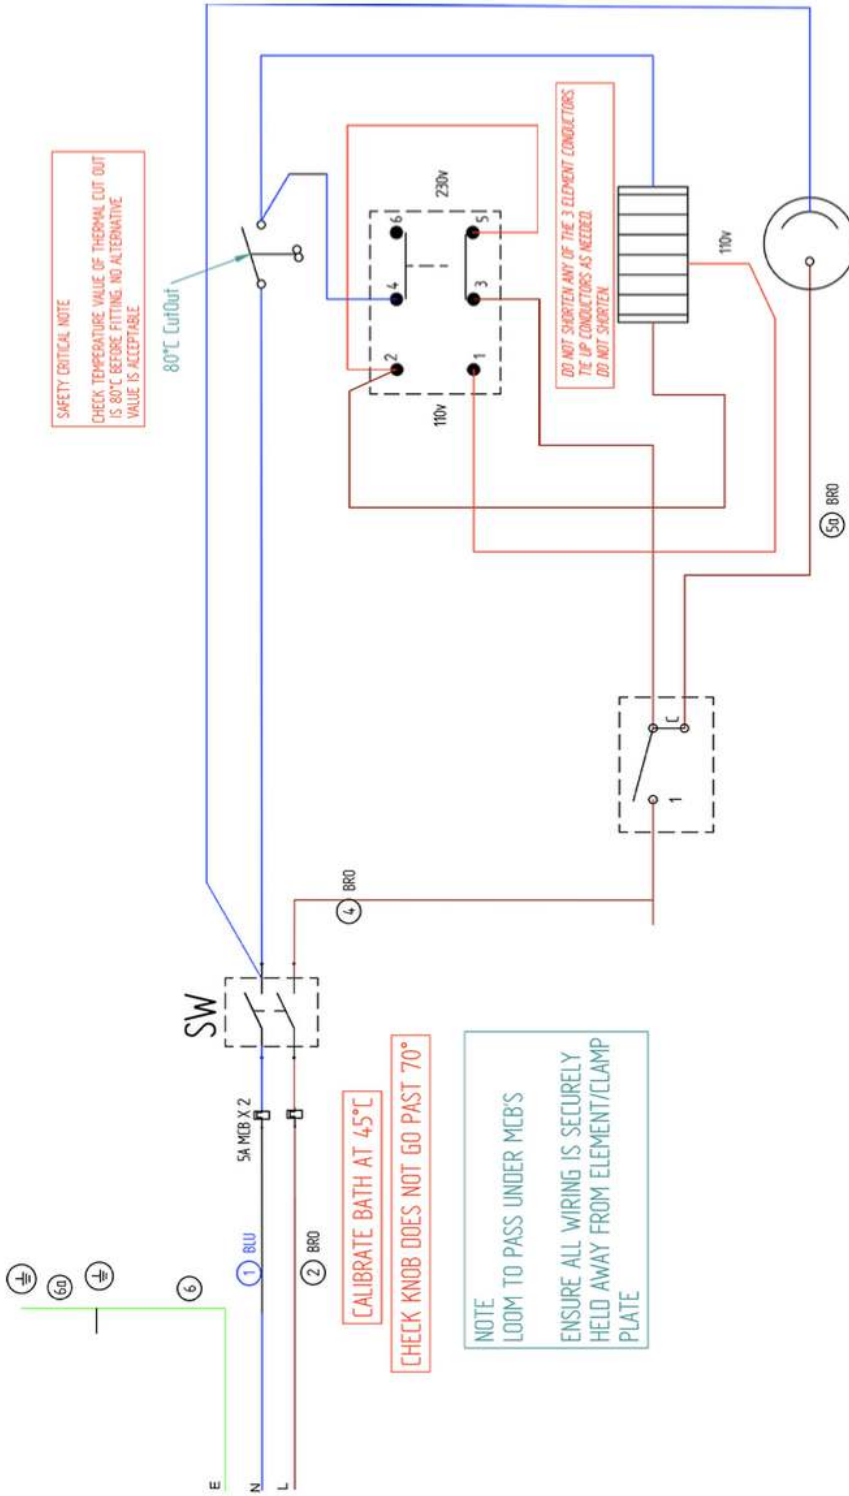 6a
6
E
N
L
1 BLU
2 BRO
5A MCB X 2
SW
SAFETY CRITICAL NOTE
CHECK TEMPERATURE VALUE OF THERMAL CUT OUT
IS 80°C BEFORE FITTING. NO ALTERNATIVE
VALUE IS ACCEPTABLE
80°C CutOut
CALIBRATE BATH AT 45°C
CHECK KNOB DOES NOT GO PAST 70°
4 BRO
2
4
6
110v
230v
1
3
5
NOTE
LOOM TO PASS UNDER MCB'S
ENSURE ALL WIRING IS SECURELY
HELD AWAY FROM ELEMENT/CLAMP
PLATE
DO NOT SHORTEN ANY OF THE 3 ELEMENT CONDUCTORS
TIE UP CONDUCTORS AS NEEDED.
DO NOT SHORTEN.
1
C
110v
5a BRO